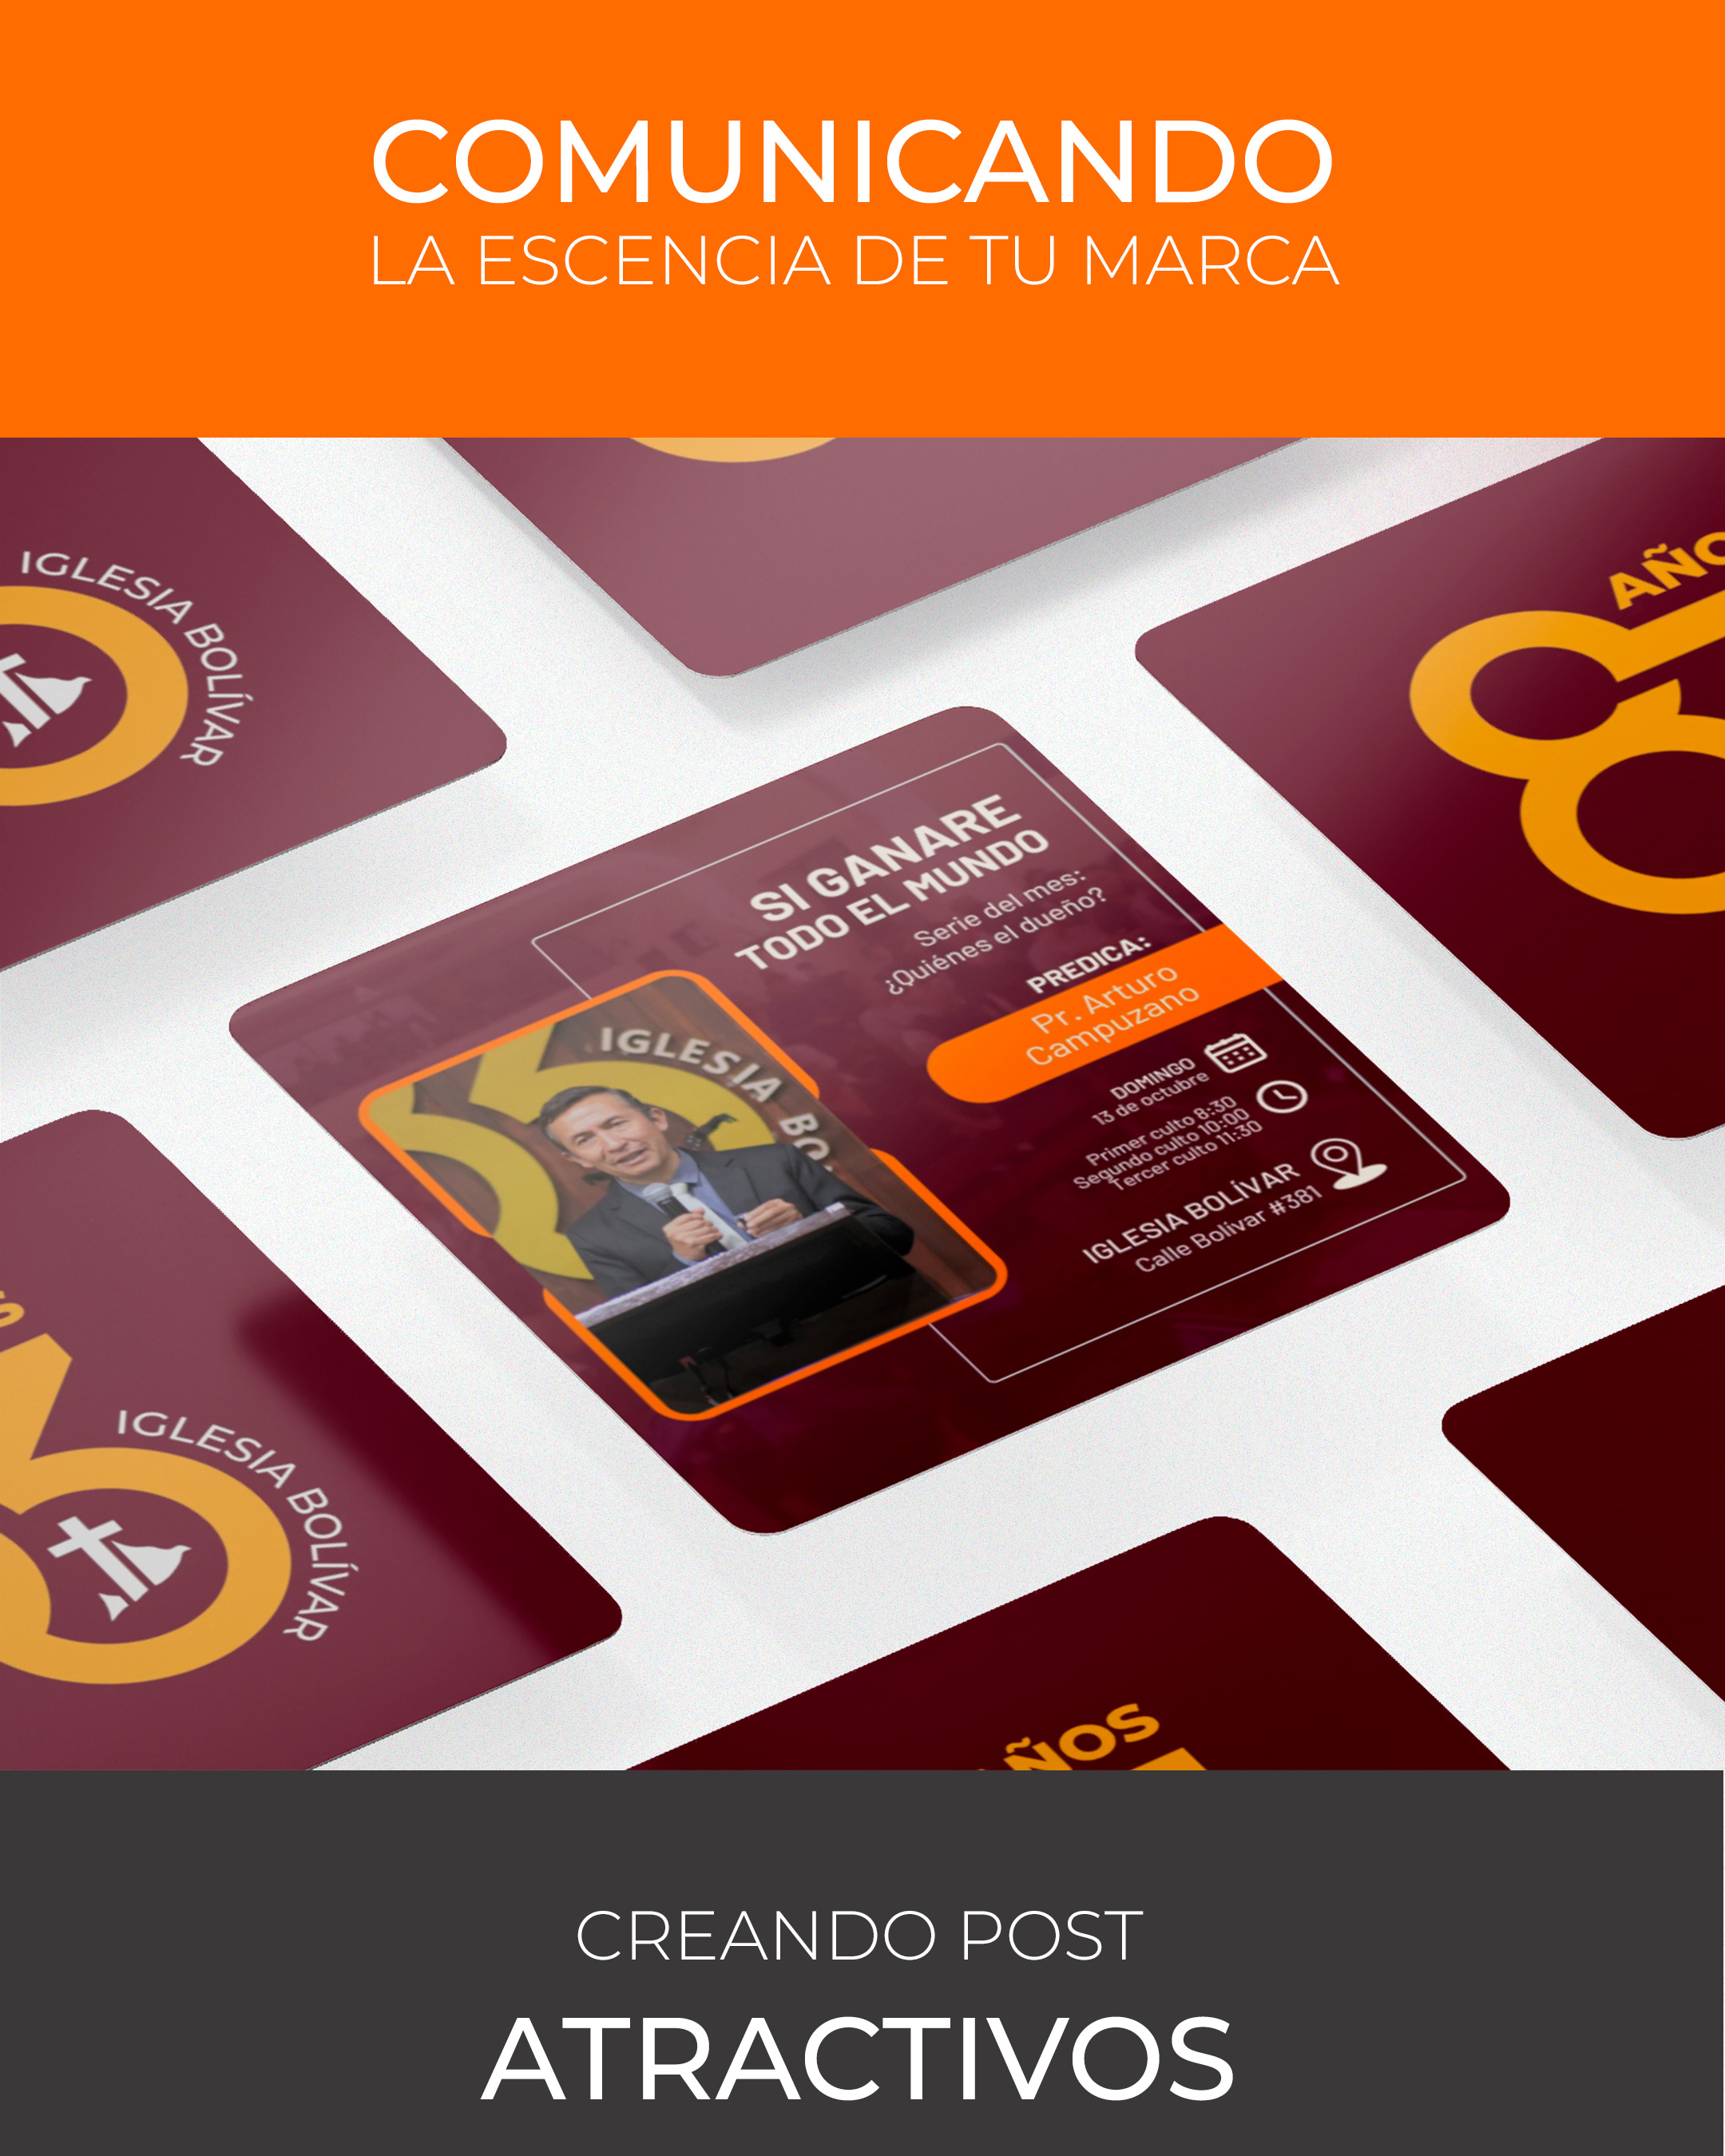 COMUNICANDO
LA ESCENCIA DE TU MARCA
IGLESIA BOLÍVAR
AÑO
SI GANARE
TODO EL MUNDO
Serie del mes:
¿Quiénes el dueño?
PREDICA:
Pr. Arturo
Campuzano
DOMINGO
13 de octubre
Primer culto 8:30
Segundo culto 10:00
Tercer culto 11:30
IGLESIA BOLÍVAR
Calle Bolívar #381
IGLESIA BO
IGLESIA BOLÍVAR
ÑOS
CREANDO POST
ATRACTIVOS